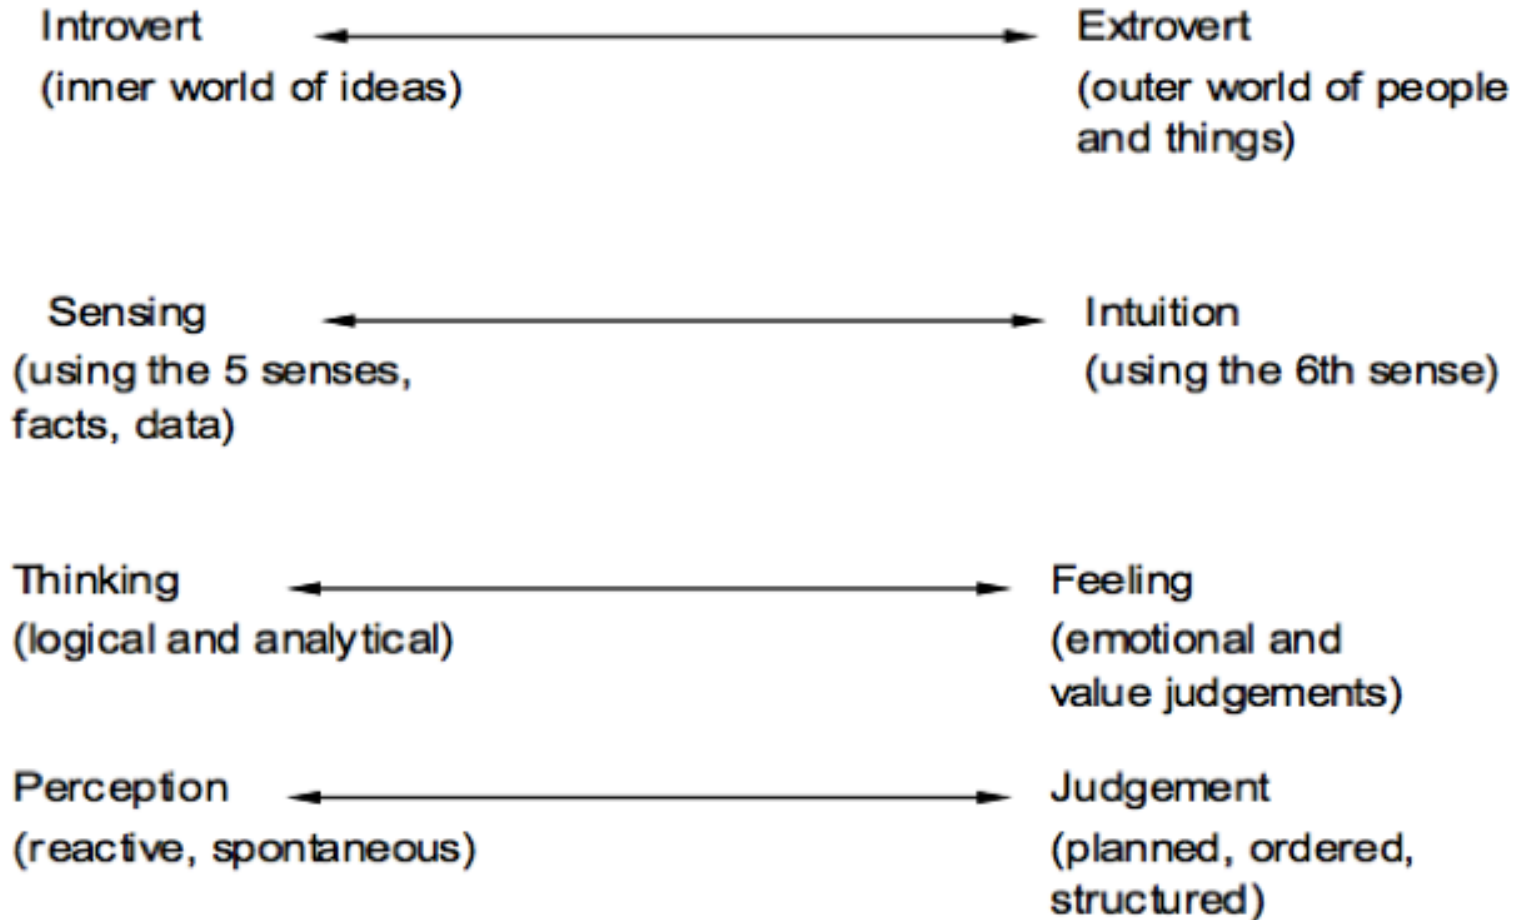 Introvert
Extrovert
(inner world of ideas)
(outer world of people
and things)
Sensing
Intuition
(using the 5 senses,
facts, data)
(using the 6th sense)
Thinking
Feeling
(logical and analytical)
(emotional and
value judgements)
Perception
Judgement
(reactive, spontaneous)
(planned, ordered,
structured)